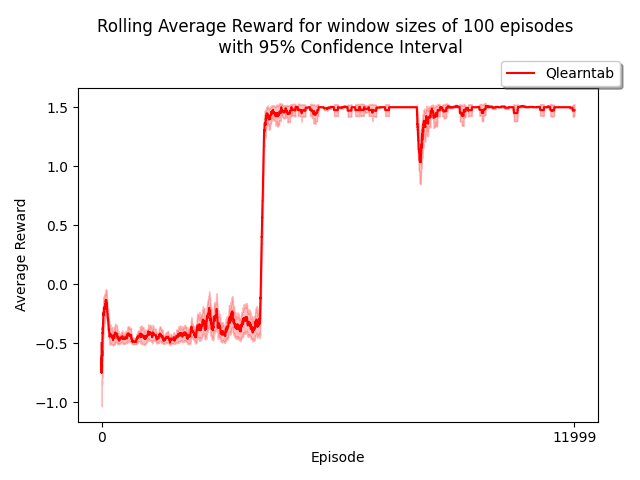 Rolling Average Reward for window sizes of 100 episodes
with 95% Confidence Interval
Qlearntab
1.5
1.0
0.5
0.0
−0.5
−1.0
Average Reward
0
11999
Episode